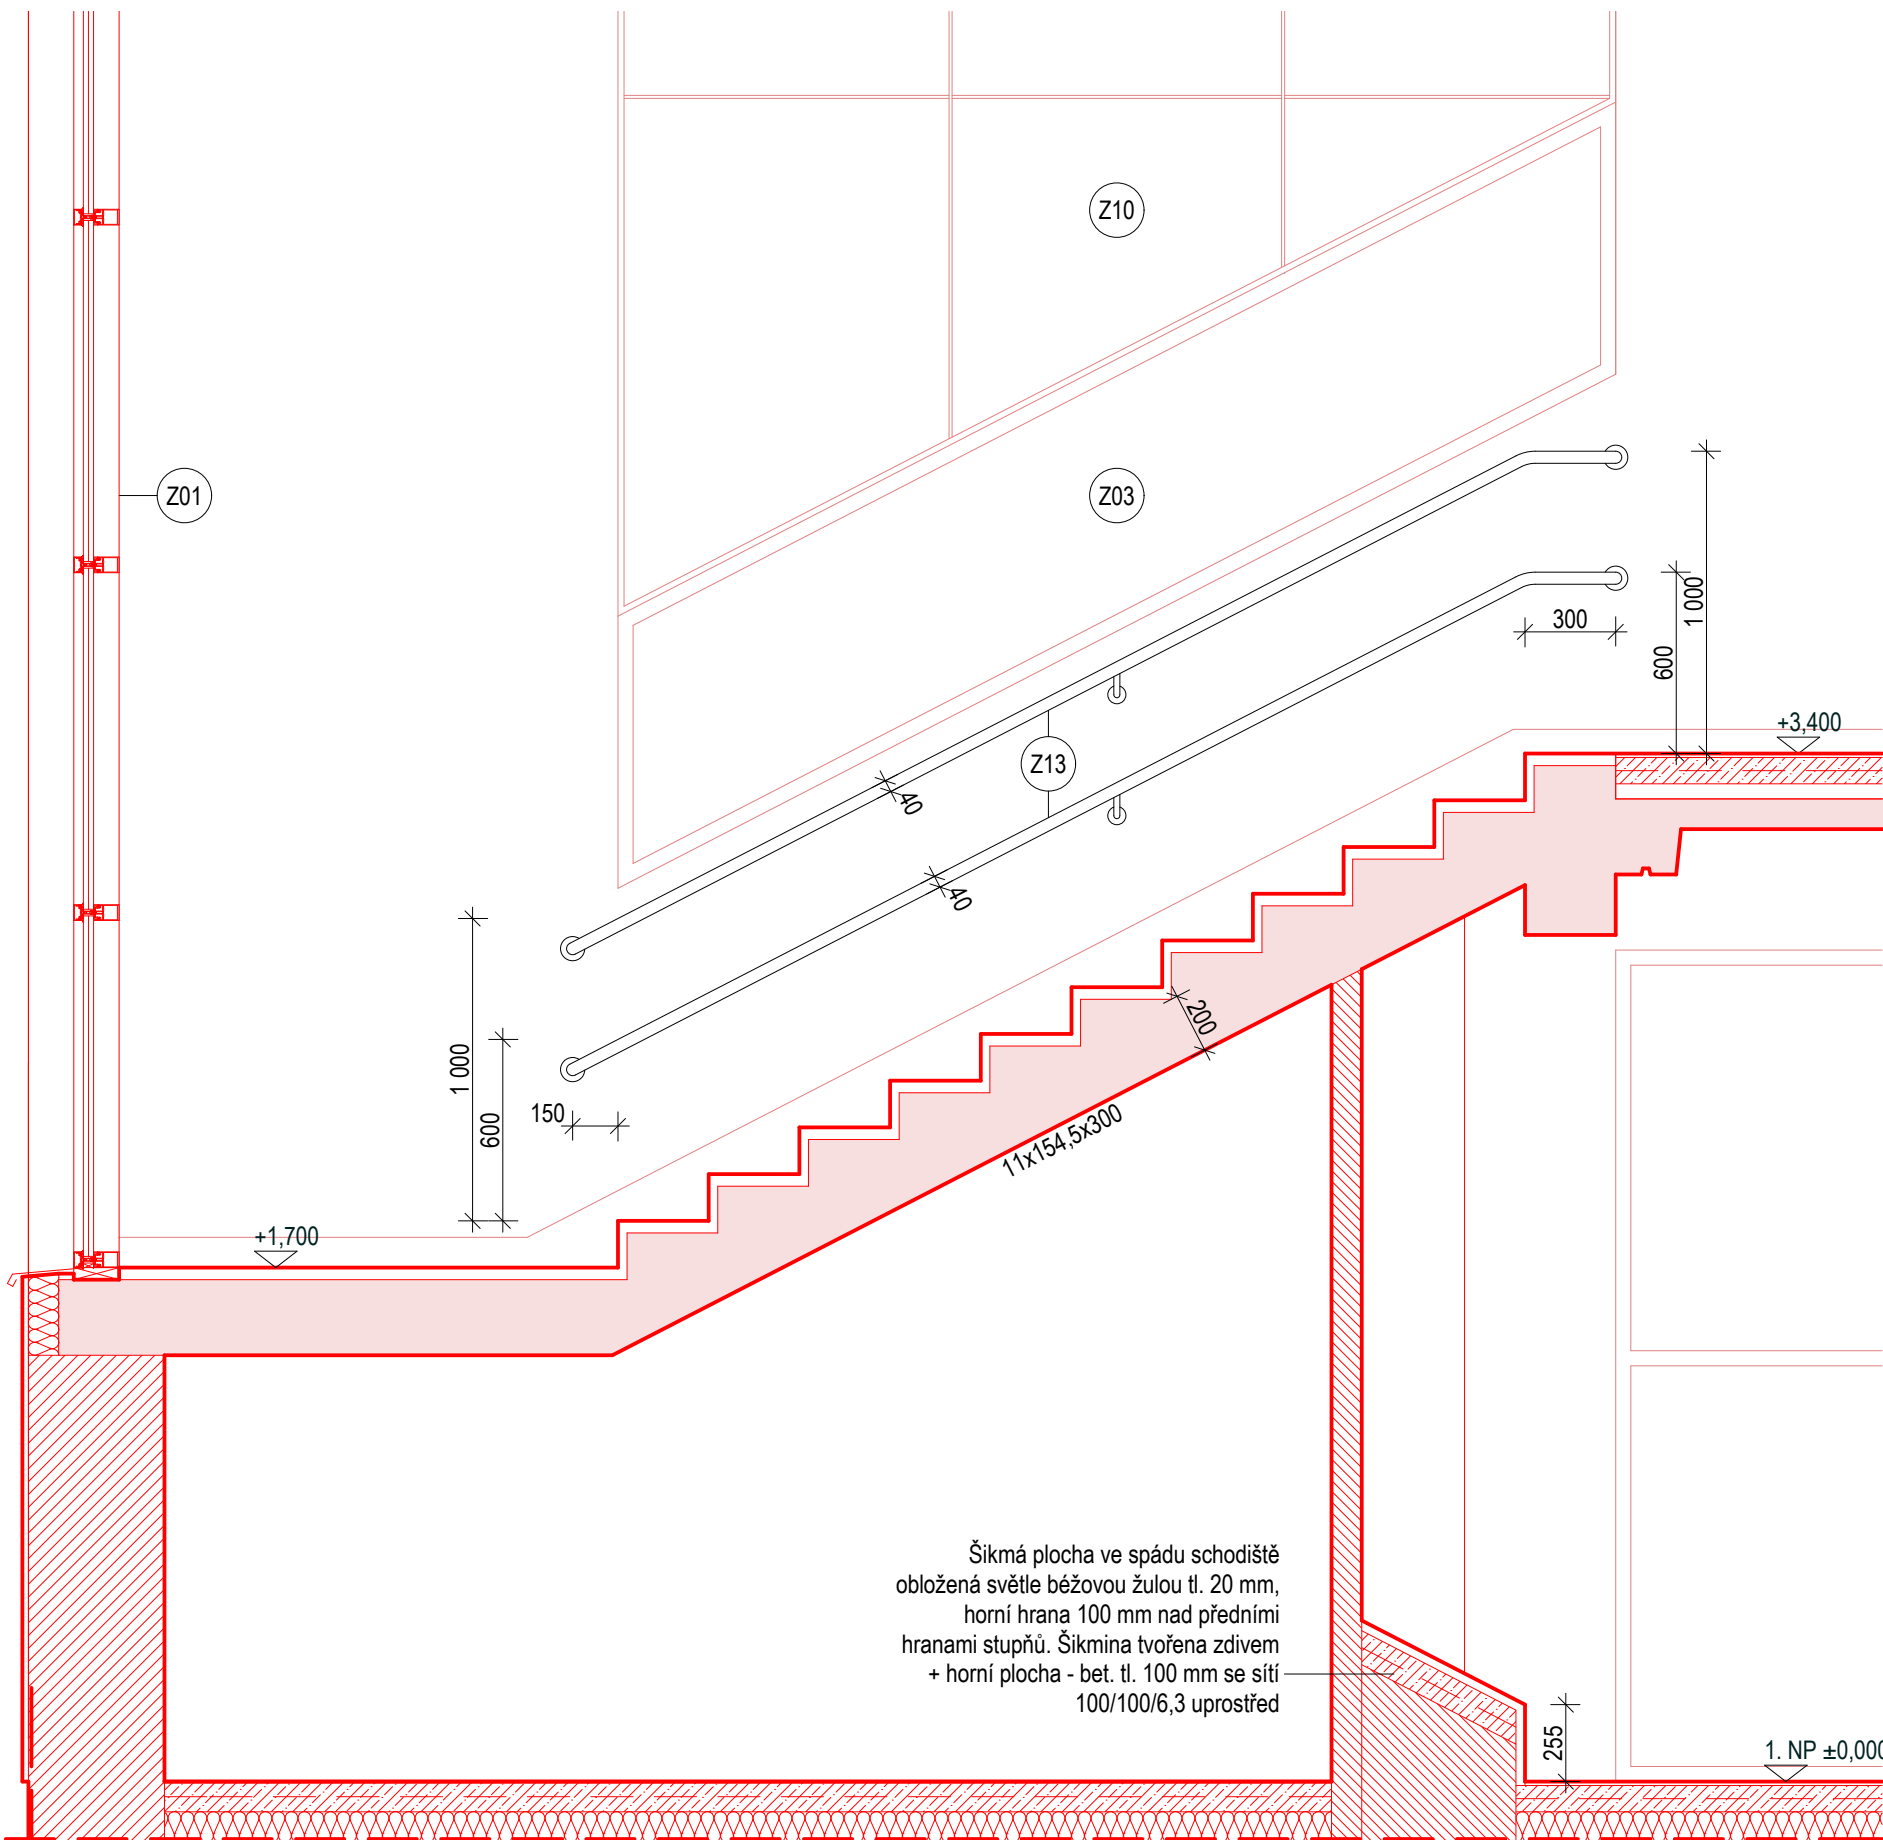 Z10
Z01
Z03
300
1 000
600
+3,400
Z13
40
40
200
1 000
600
150
11x154,5x300
+1,700
Šikmá plocha ve spádu schodiště
obložená světle béžovou žulou tl. 20 mm,
horní hrana 100 mm nad předními
hranami stupňů. Šikmina tvořena zdivem
+ horní plocha - bet. tl. 100 mm se sítí
100/100/6,3 uprostřed
255
1. NP ±0,000